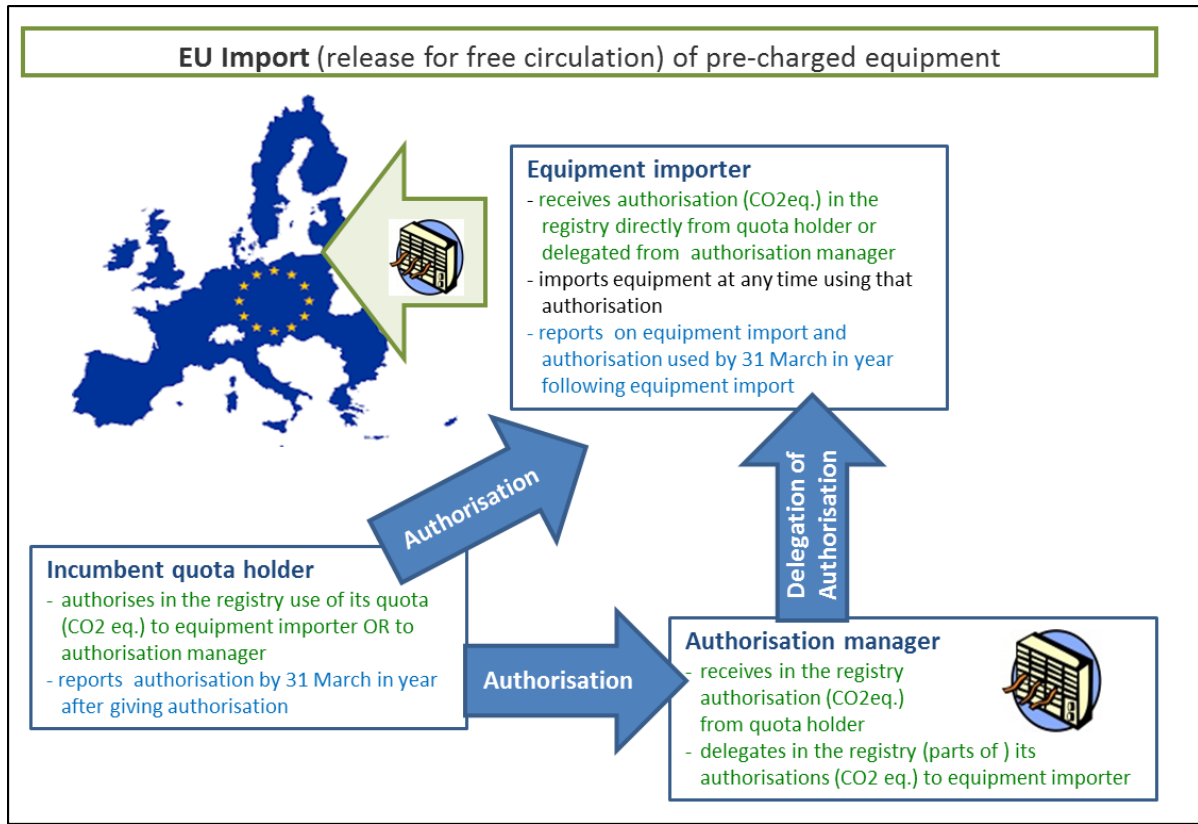 EU Import (release for free circulation) of pre-charged equipment
Equipment importer
- receives authorisation (CO2eq.) in the
registry directly from quota holder or
delegated from authorisation manager
- imports equipment at any time using that
authorisation
- reports on equipment import and
authorisation used by 31 March in year
following equipment import
Authorisation
Delegation of
Authorisation
Incumbent quota holder
- authorises in the registry use of its quota
(CO2 eq.) to equipment importer OR to
authorisation manager
- reports authorisation by 31 March in year
after giving authorisation
Authorisation
Authorisation manager
- receives in the registry
authorisation (CO2eq.)
from quota holder
- delegates in the registry (parts of ) its
authorisations (CO2 eq.) to equipment importer